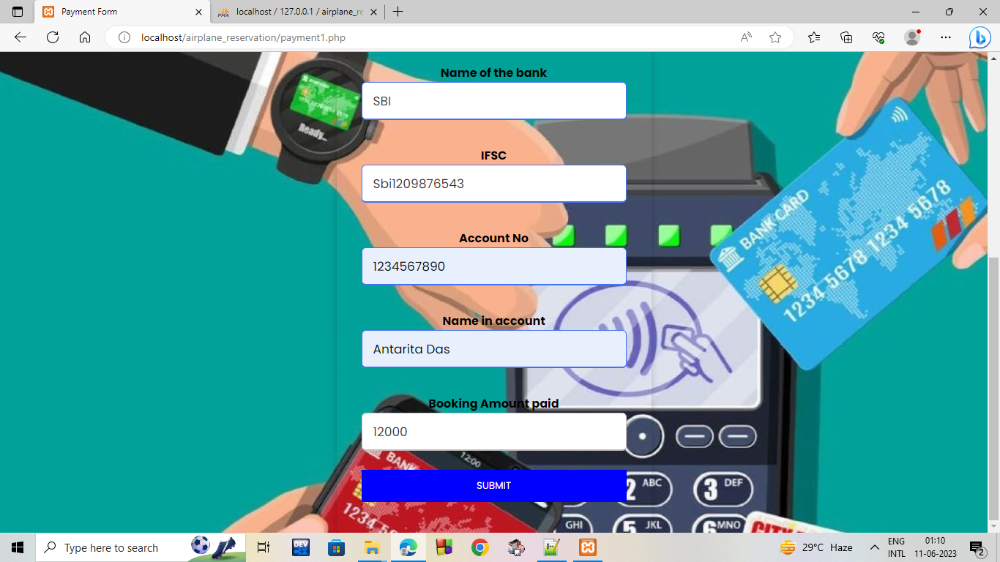 Payment Form
localhost / 127.0.0.1 / airplane_re
localhost/airplane_reservation/payment1.php
Name of the bank
SBI
Ready...
IFSC
Sbi1209876543
BANK CARD
1234 5678 1234 5678
Account No
1234567890
Name in account
Antarita Das
Booking Amount paid
12000
12:00
BANK
SUBMIT
1234 5
2 ABC
3 DEF
GHI
5 JKL
6 MNO
Type here to search
DEV
29°C Haze
ENG
INTL
01:10
11-06-2023
2